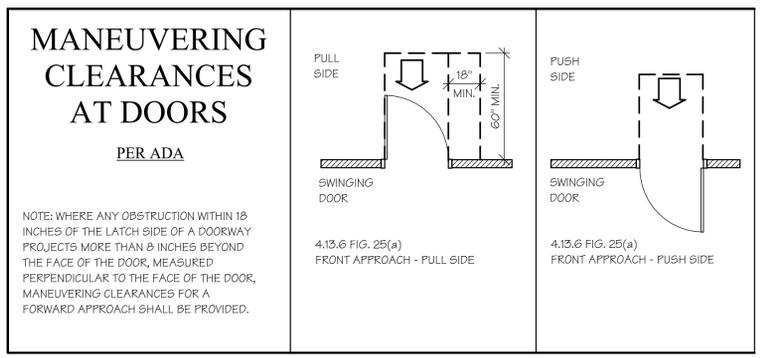 MANEUVERING
CLEARANCES
AT DOORS
PER ADA
NOTE: WHERE ANY OBSTRUCTION WITHIN 18
INCHES OF THE LATCH SIDE OF A DOORWAY
PROJECTS MORE THAN 8 INCHES BEYOND
THE FACE OF THE DOOR, MEASURED
PERPENDICULAR TO THE FACE OF THE DOOR,
MANEUVERING CLEARANCES FOR A
FORWARD APPROACH SHALL BE PROVIDED.
PULL
SIDE
18"
MIN.
60" MIN.
SWINGING
DOOR
4.13.6 FIG. 25(a)
FRONT APPROACH - PULL SIDE
PUSH
SIDE
SWINGING
DOOR
4.13.6 FIG. 25(a)
FRONT APPROACH - PUSH SIDE